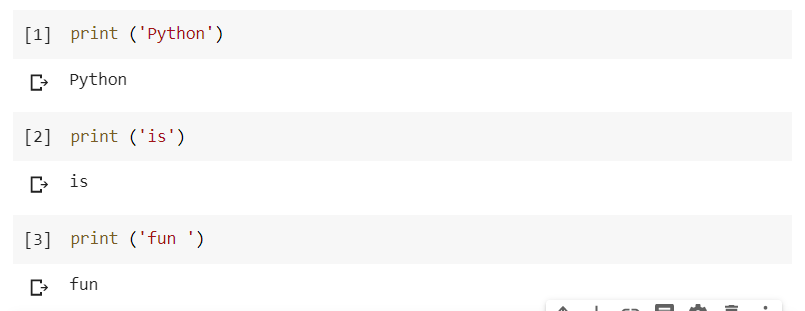 [1] print ('Python')
Python
[2] print ('is')
is
[3] print ('fun ')
fun